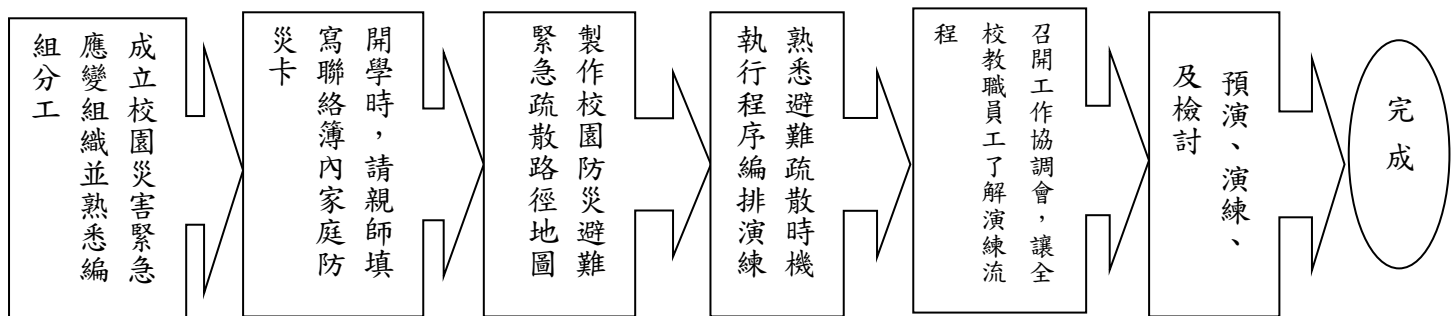 成立校園災害緊急
應變組織並熟悉編
組分工
開學時，請親師填
寫聯絡簿內家庭防
災卡
製作校園防災避難
緊急疏散路徑地圖
熟悉避難疏散時機
執行程序編排演練
召開工作協調會，讓全
校教職員工了解演練流
程
預演、演練、
及檢討
完成